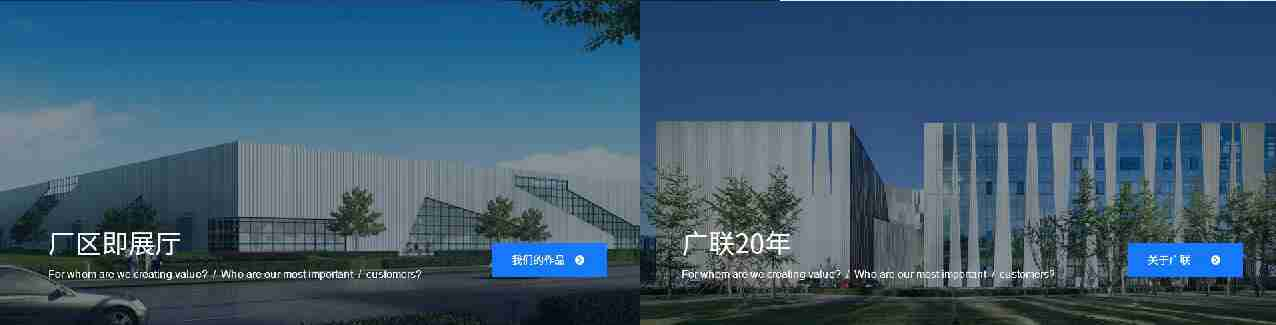 厂区即展厅
For whom are we creating value? / Who are our most important / customers?
我们的作品
广联20年
For whom are we creating value? / Who are our most important / customers?
关于广联